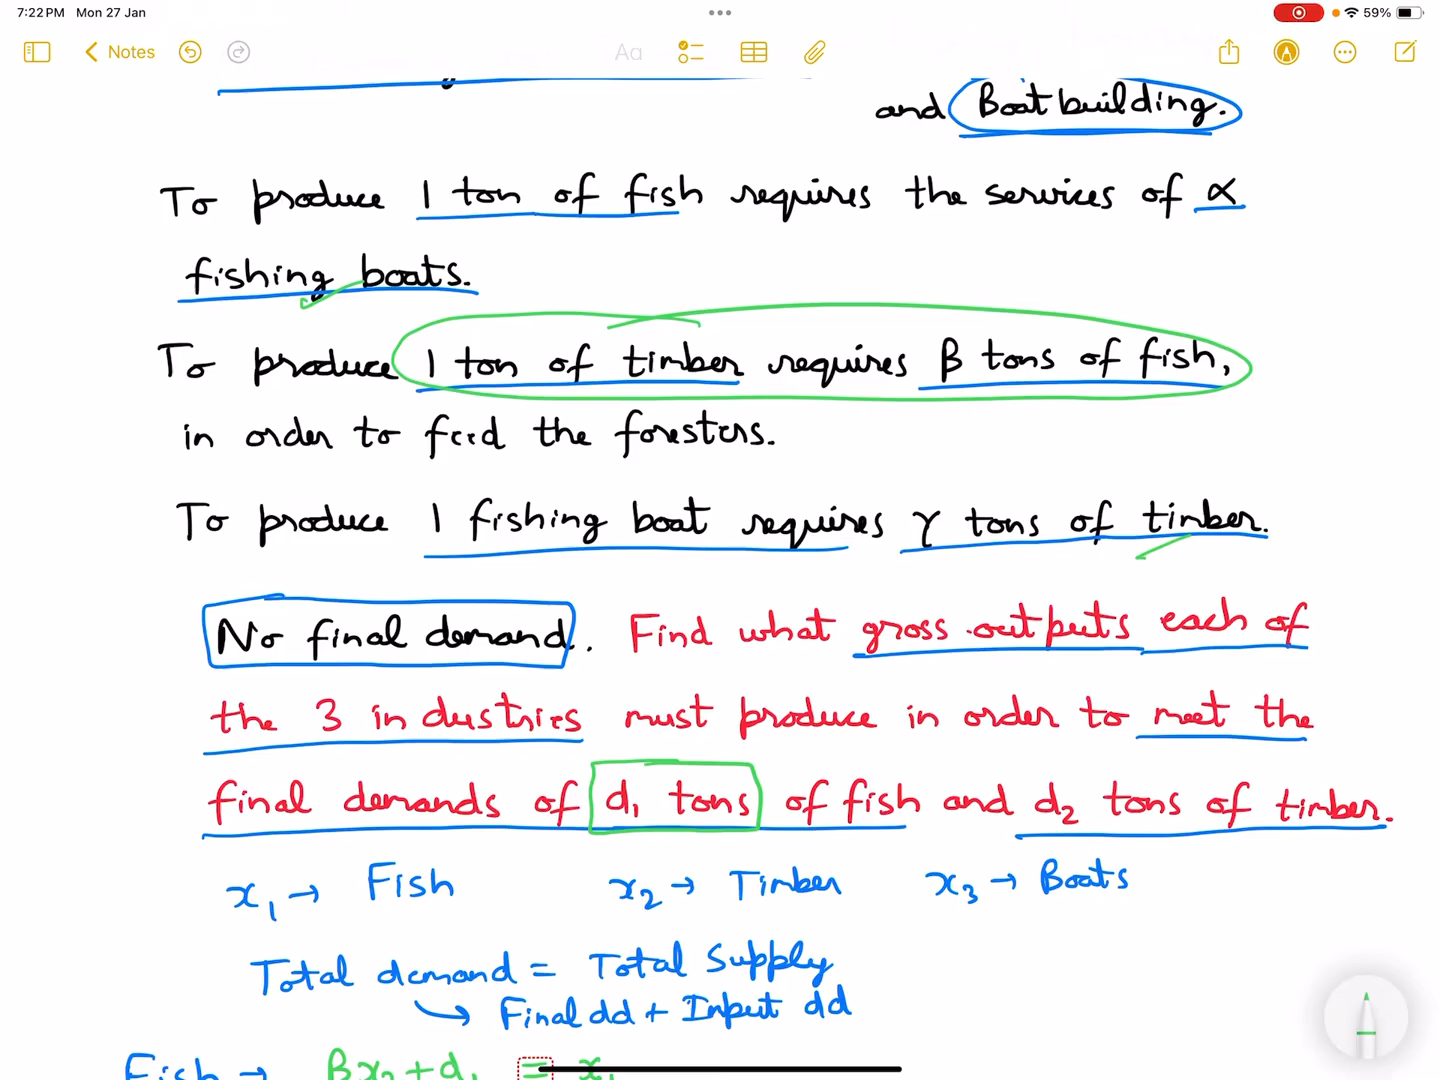 7:22 PM Mon 27 Jan
59%
Notes
Aa
and Boat building.
To produce 1 ton of fish requires the services of α
fishing boats.
To produce 1 ton of timber requires β tons of fish,
in order to feed the foresters.
To produce 1 fishing boat requires γ tons of timber.
No final demand. Find what gross outputs each of
the 3 industries must produce in order to meet the
final demands of d₁ tons of fish and d₂ tons of timber.
x₁ → Fish x₂ → Timber x₃ → Boats
Total demand = Total Supply
↳ Final dd + Input dd
Fish → βx₂ + d₁ = x₁